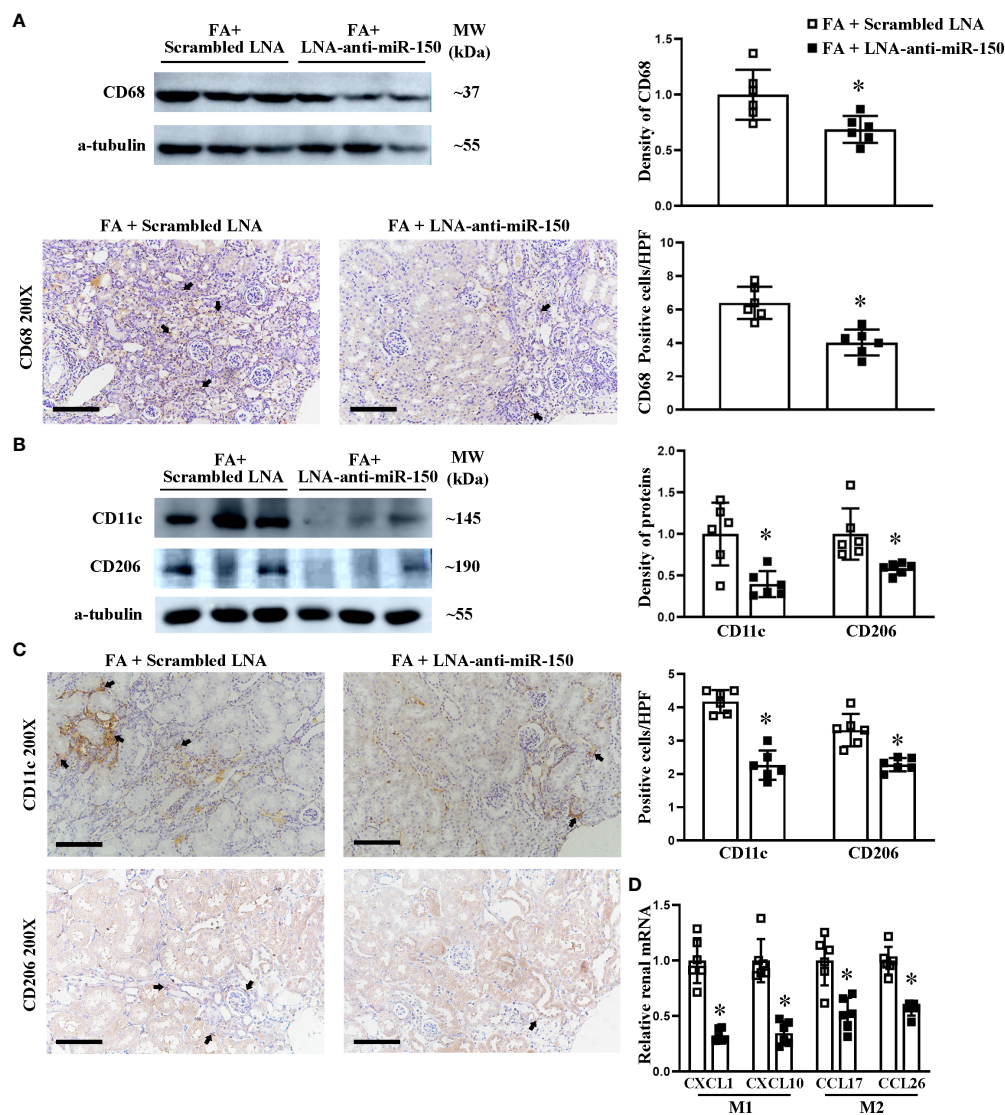 A
FA+
Scrambled LNA
FA+
LNA-anti-miR-150
MW
(kDa)
CD68
~37
a-tubulin
~55
FA + Scrambled LNA
FA + LNA-anti-miR-150
Density of CD68
1.5
1.0
0.5
0.0
*
FA + Scrambled LNA
FA + LNA-anti-miR-150
CD68 200X
CD68 Positive cells/HPF
10
8
6
4
2
0
*
B
FA+
Scrambled LNA
FA+
LNA-anti-miR-150
MW
(kDa)
CD11c
~145
CD206
~190
a-tubulin
~55
Density of proteins
2.0
1.5
1.0
0.5
0.0
*
*
CD11c
CD206
C
FA + Scrambled LNA
FA + LNA-anti-miR-150
CD11c 200X
CD206 200X
Positive cells/HPF
5
4
3
2
1
0
*
*
CD11c
CD206
D
Relative renal mRNA
1.5
1.0
0.5
0.0
*
*
*
*
CXCL1
CXCL10
CCL17
CCL26
M1
M2